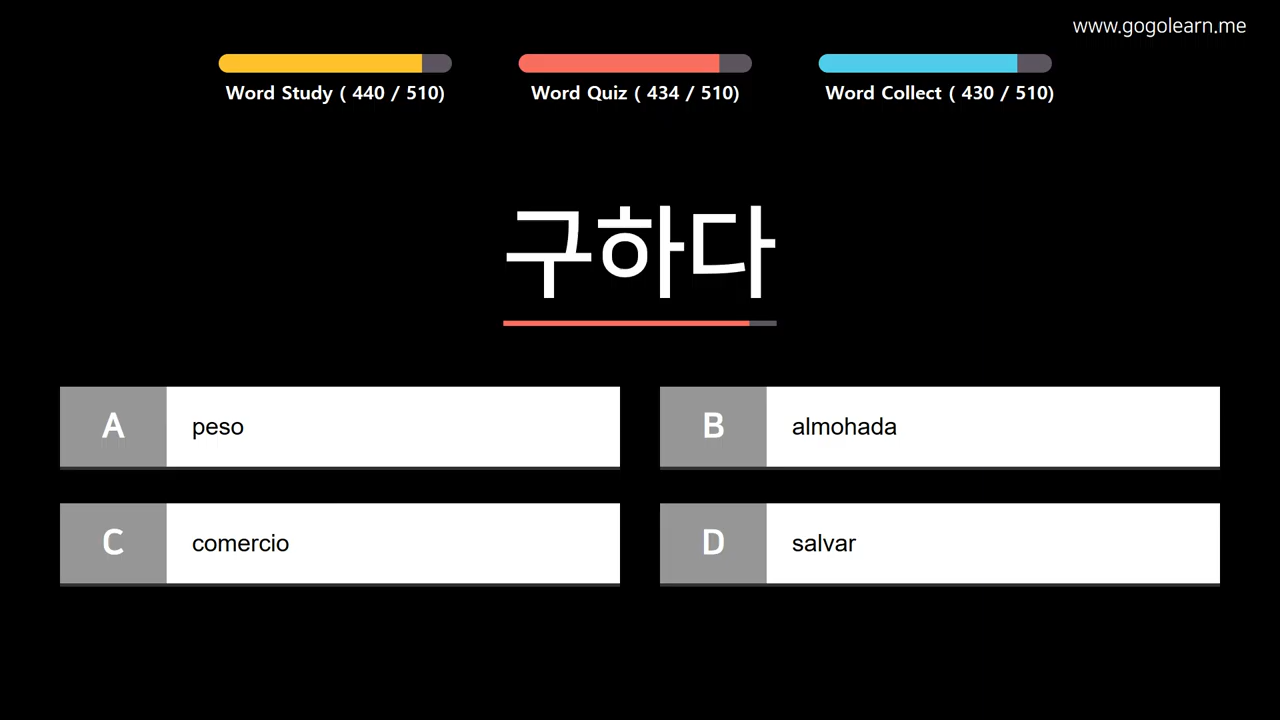 www.gogolearn.me
Word Study ( 440 / 510)
Word Quiz ( 434 / 510)
Word Collect ( 430 / 510)
구하다
A peso
B almohada
C comercio
D salvar